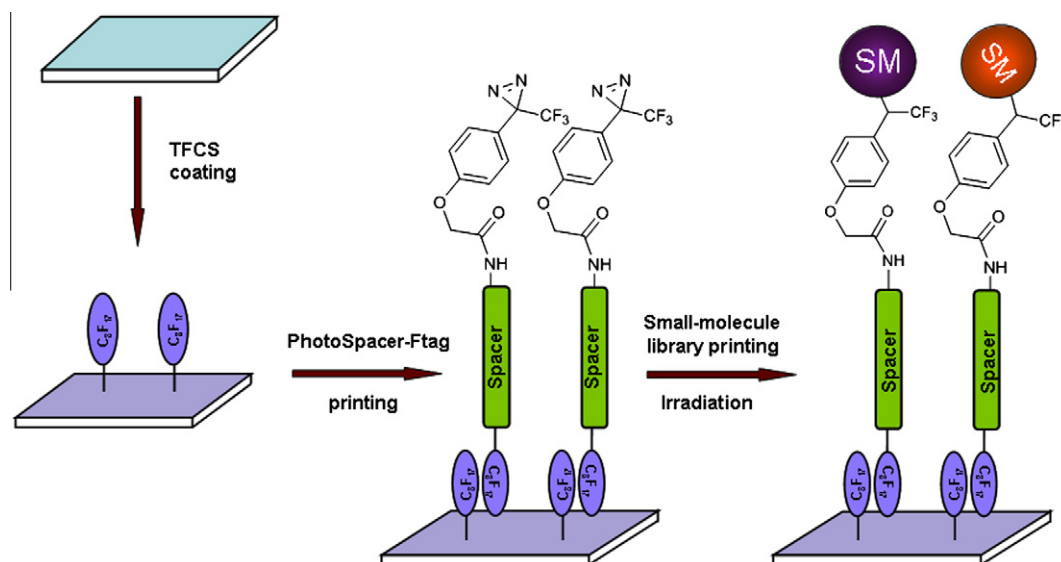 TFCS
coating
C₈F₁₇
C₈F₁₇
PhotoSpacer-Ftag
printing
N
N
CF₃
O
O
NH
Spacer
C₈F₁₇
C₈F₁₇
N
N
CF₃
O
O
NH
Spacer
C₈F₁₇
C₈F₁₇
Small-molecule
library printing
Irradiation
SM
CF₃
O
O
NH
Spacer
C₈F₁₇
C₈F₁₇
SM
CF
O
O
NH
Spacer
C₈F₁₇
C₈F₁₇